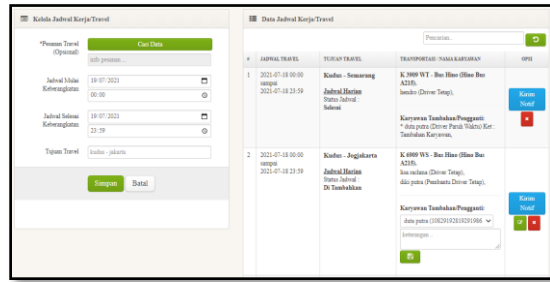 Kelola Jadwal Kerja/Travel
*Pesanan Travel
(Opsional)
Cari Data
info pesanan ...
Jadwal Mulai
Keberangkatan
19/07/2021
00:00
Jadwal Selesai
Keberangkatan
19/07/2021
23:59
Tujuan Travel
kudus - jakarta
Simpan
Batal
Data Jadwal Kerja/Travel
Pencarian..
#
JADWAL TRAVEL
TUJUAN TRAVEL
TRANSPORTASI / NAMA KARYAWAN
OPSI
1
2021-07-18 00:00
sampai
2021-07-18 23:59
Kudus - Semarang
Jadwal Harian
Status Jadwal :
Selesai
K 3909 WT - Bus Hino (Hino Bus
A215),
hendro (Driver Tetap),
Karyawan Tambahan/Pengganti:
* duta putra (Driver Paruh Waktu) Ket :
Tambahan Karyawan,
Kirim
Notif
2
2021-07-18 00:00
sampai
2021-07-18 23:59
Kudus - Jogjakarta
Jadwal Harian
Status Jadwal :
Di Tambahkan
K 6909 WS - Bus Hino (Hino Bus
A215),
(Driver Tetap),
diki putra (Pembantu Driver Tetap),
Karyawan Tambahan/Pengganti:
duta putra
keterangan ...
Kirim
Notif